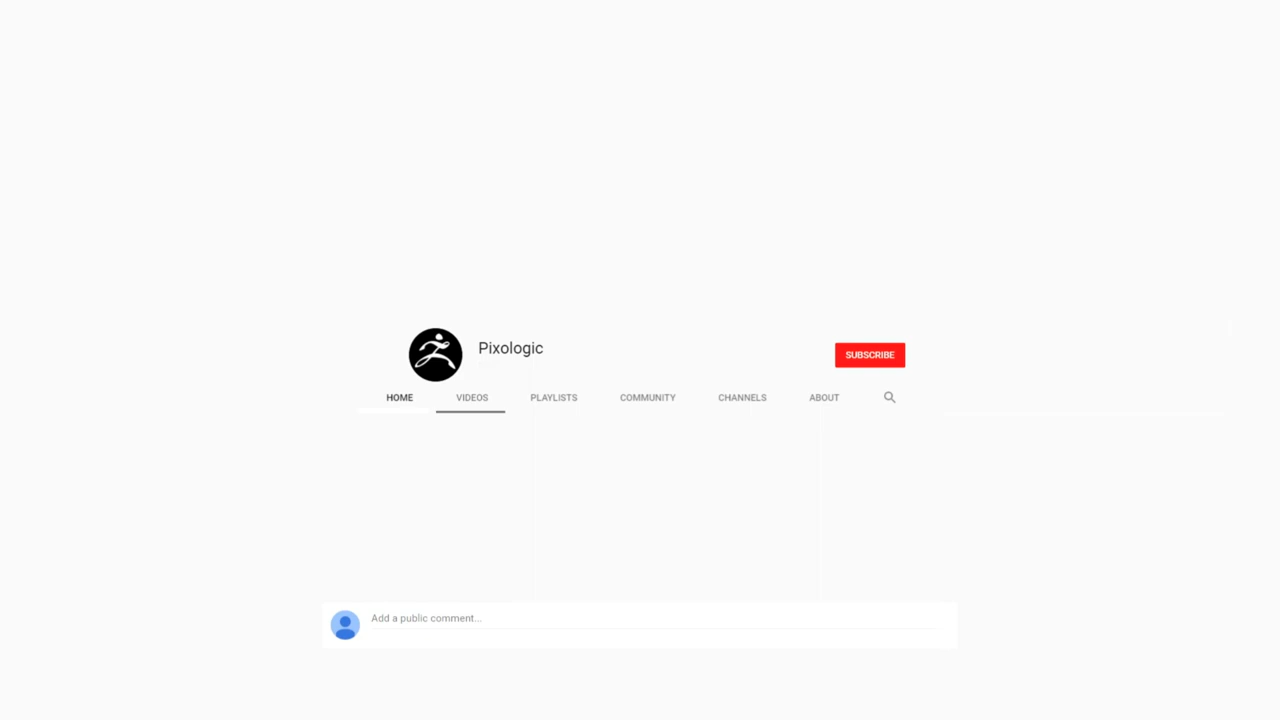 Pixologic
SUBSCRIBE
HOME VIDEOS PLAYLISTS COMMUNITY CHANNELS ABOUT
Add a public comment...